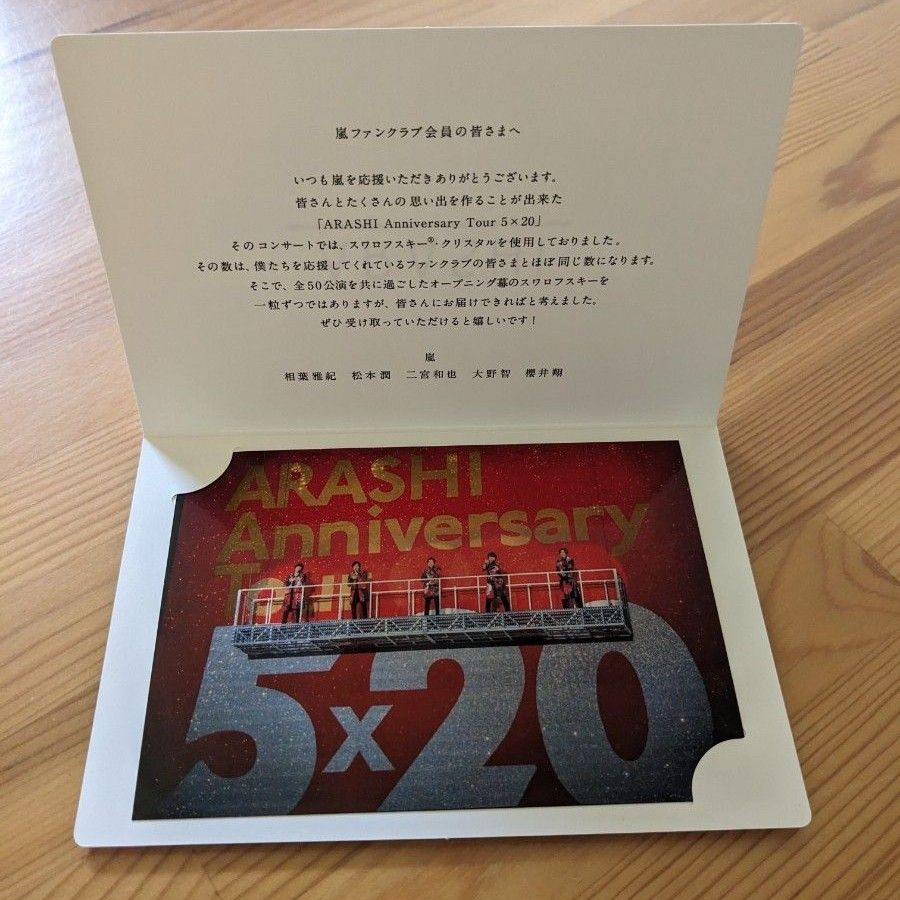 嵐ファンクラブ会員の皆さまへ
いつも嵐を応援いただきありがとうございます。
皆さんとたくさんの思い出を作ることが出来た
「ARASHI Anniversary Tour 5×20」
そのコンサートでは、スワロフスキー®・クリスタルを使用しておりました。
その数は、僕たちを応援してくれているファンクラブの皆さまとほぼ同じ数になります。
そこで、全50公演を共に過ごしたオープニング幕のスワロフスキーを
一粒ずつではありますが、皆さんにお届けできればと考えました。
ぜひ受け取っていただけると嬉しいです！
嵐
相葉雅紀 松本潤 二宮和也 大野智 櫻井翔
ARASHI
Anniversary
Tour
5x20